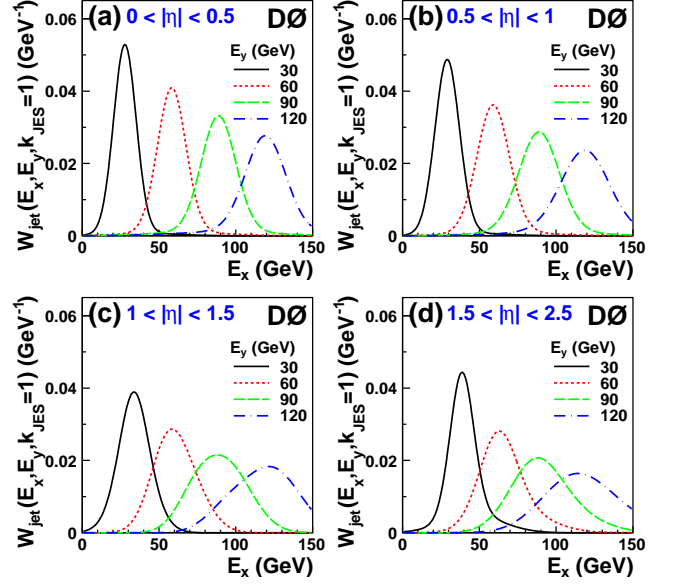 (a) 0 < |η| < 0.5 DØ
E_y (GeV)
30
60
90
120
W_jet(E_x,E_y,k_JES=1) (GeV⁻¹)
0.06
0.04
0.02
0
0 50 100 150
E_x (GeV)
(b) 0.5 < |η| < 1 DØ
E_y (GeV)
30
60
90
120
W_jet(E_x,E_y,k_JES=1) (GeV⁻¹)
0.06
0.04
0.02
0
0 50 100 150
E_x (GeV)
(c) 1 < |η| < 1.5 DØ
E_y (GeV)
30
60
90
120
W_jet(E_x,E_y,k_JES=1) (GeV⁻¹)
0.06
0.04
0.02
0
0 50 100 150
E_x (GeV)
(d) 1.5 < |η| < 2.5 DØ
E_y (GeV)
30
60
90
120
W_jet(E_x,E_y,k_JES=1) (GeV⁻¹)
0.06
0.04
0.02
0
0 50 100 150
E_x (GeV)